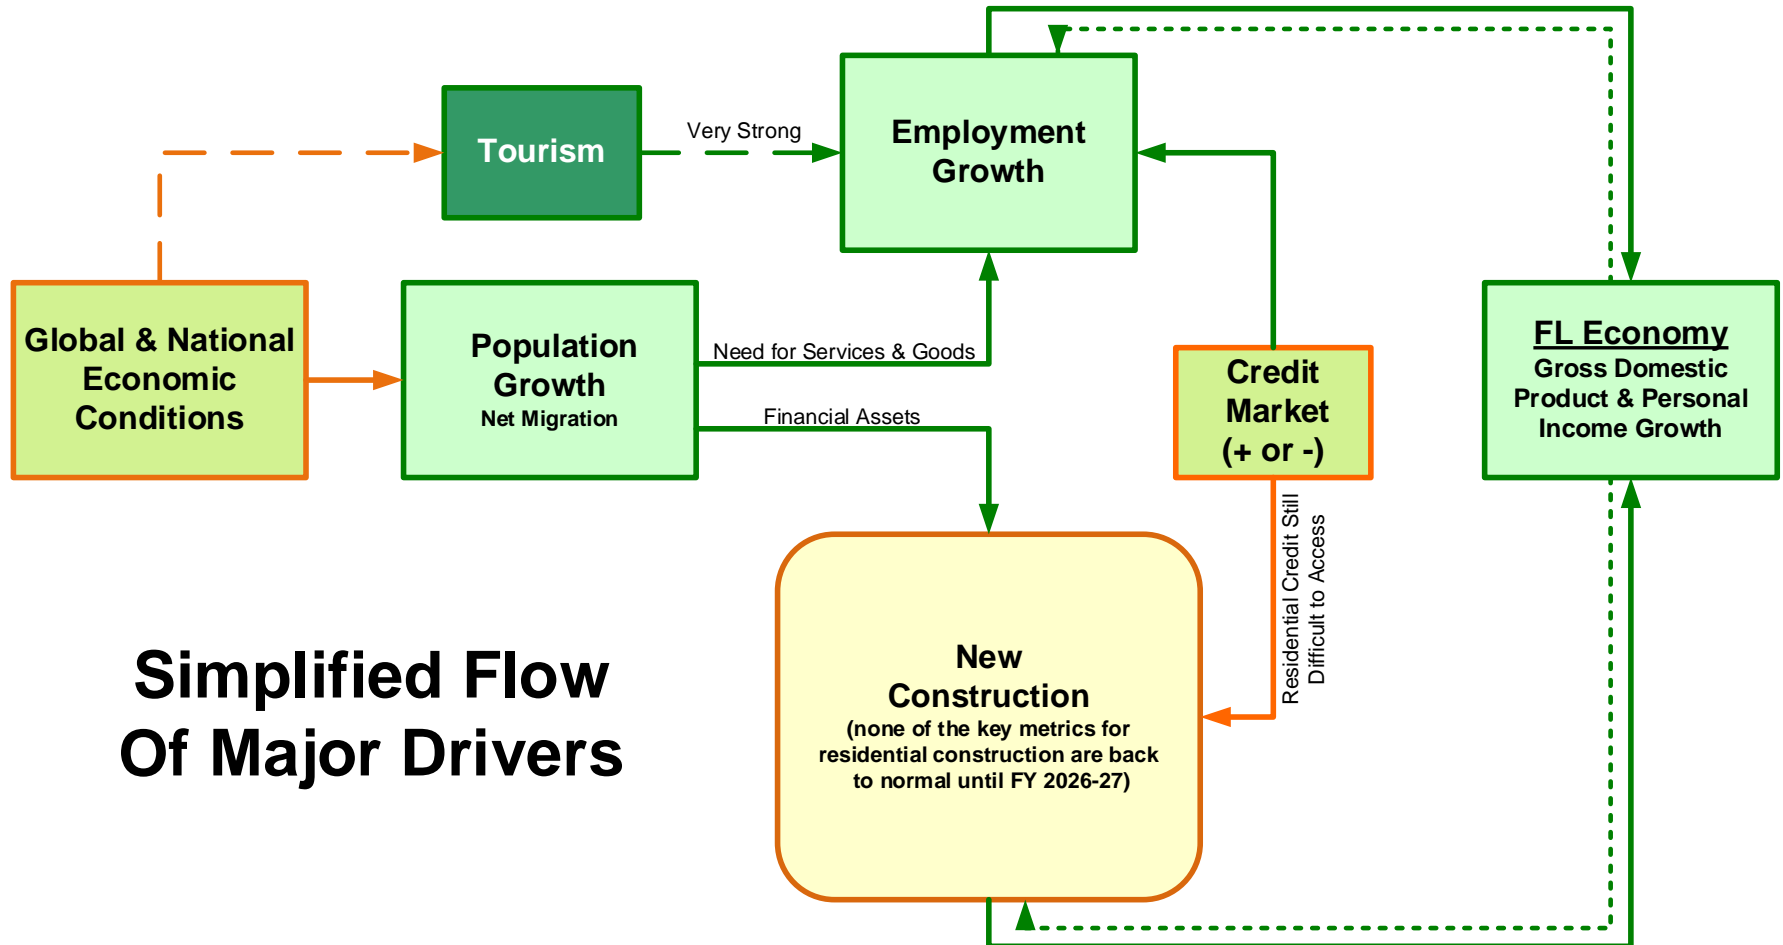 Tourism
Very Strong
Employment
Growth
Global & National
Economic
Conditions
Population
Growth
Net Migration
Need for Services & Goods
Financial Assets
Credit
Market
(+ or -)
FL Economy
Gross Domestic
Product & Personal
Income Growth
Residential Credit Still
Difficult to Access
New
Construction
(none of the key metrics for
residential construction are back
to normal until FY 2026-27)
Simplified Flow
Of Major Drivers